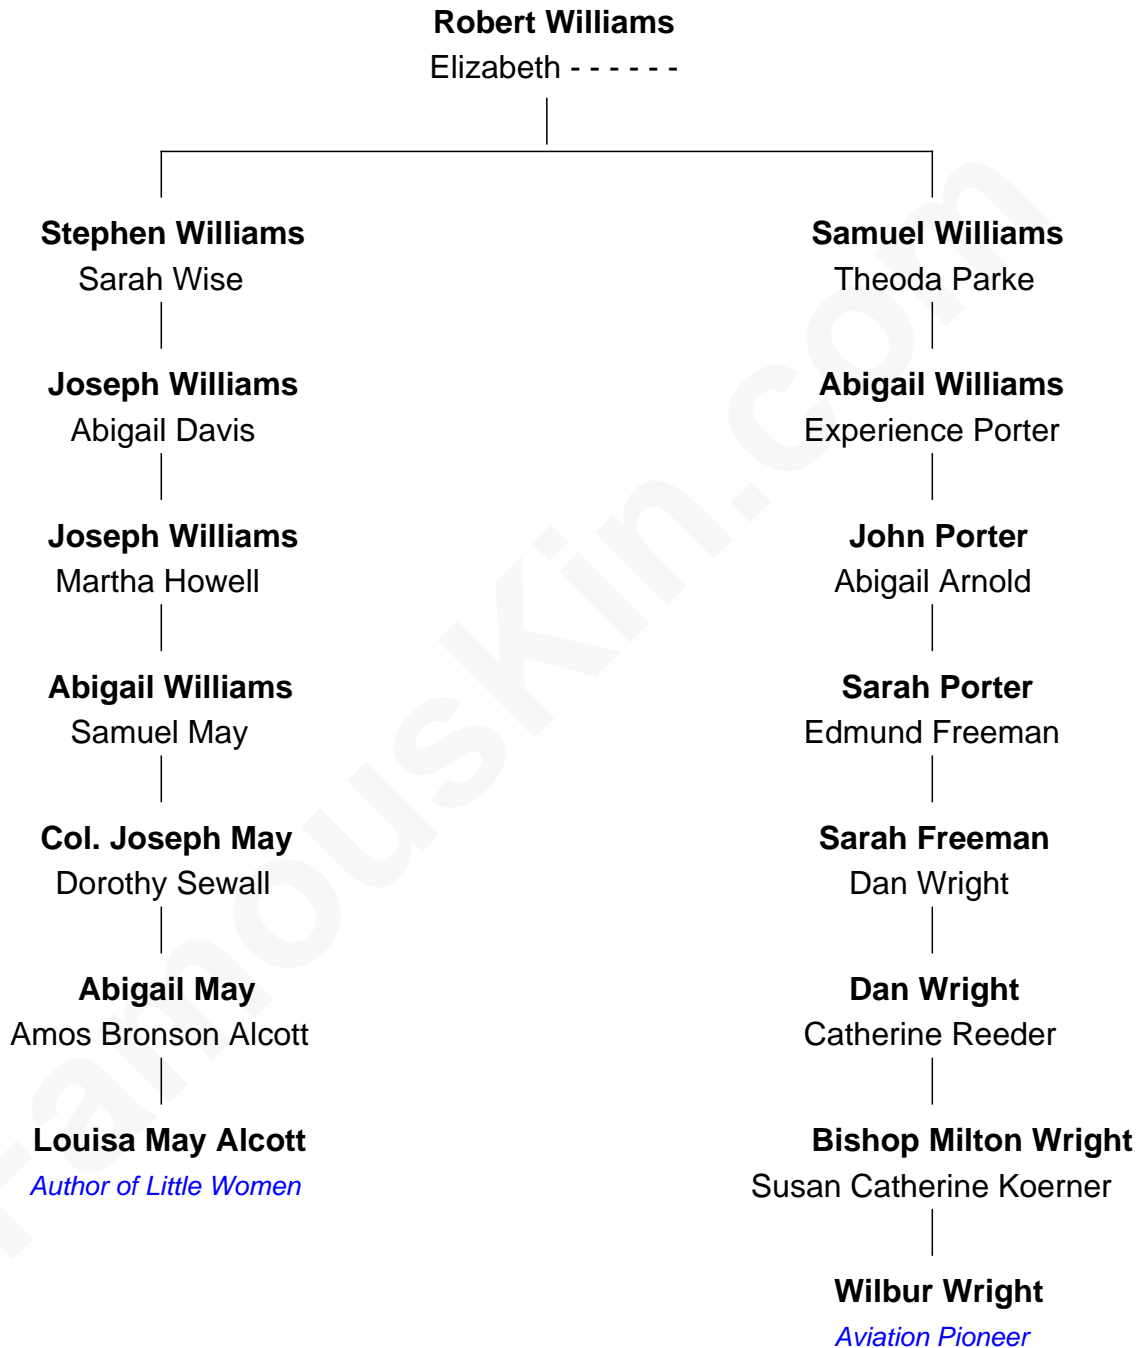 Robert Williams
Elizabeth - - - - - -
Stephen Williams
Sarah Wise
Samuel Williams
Theoda Parke
Joseph Williams
Abigail Davis
Abigail Williams
Experience Porter
Joseph Williams
Martha Howell
John Porter
Abigail Arnold
Abigail Williams
Samuel May
Sarah Porter
Edmund Freeman
Col. Joseph May
Dorothy Sewall
Sarah Freeman
Dan Wright
Abigail May
Amos Bronson Alcott
Dan Wright
Catherine Reeder
Louisa May Alcott
Author of Little Women
Bishop Milton Wright
Susan Catherine Koerner
Wilbur Wright
Aviation Pioneer
FamousKin.com